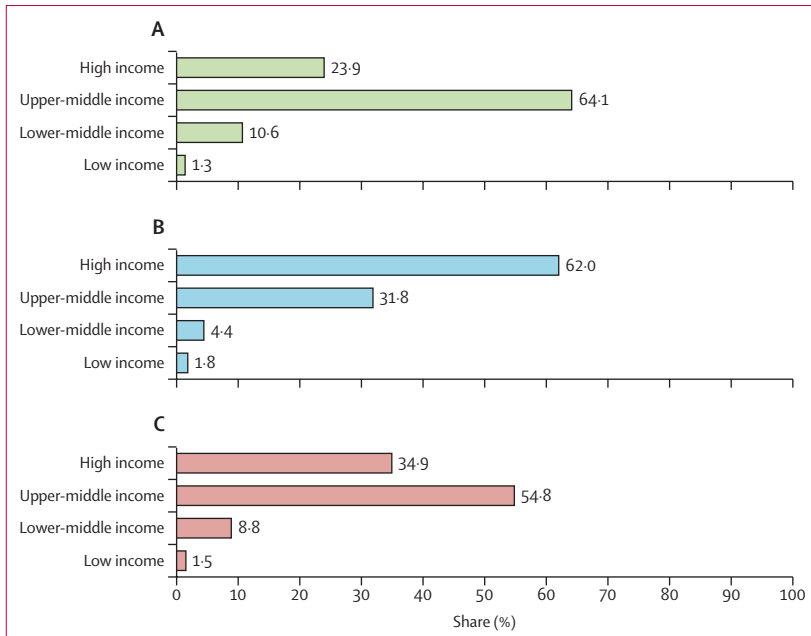 A
High income 23·9
Upper-middle income 64·1
Lower-middle income 10·6
Low income 1·3
B
High income 62·0
Upper-middle income 31·8
Lower-middle income 4·4
Low income 1·8
C
High income 34·9
Upper-middle income 54·8
Lower-middle income 8·8
Low income 1·5
0 10 20 30 40 50 60 70 80 90 100
Share (%)